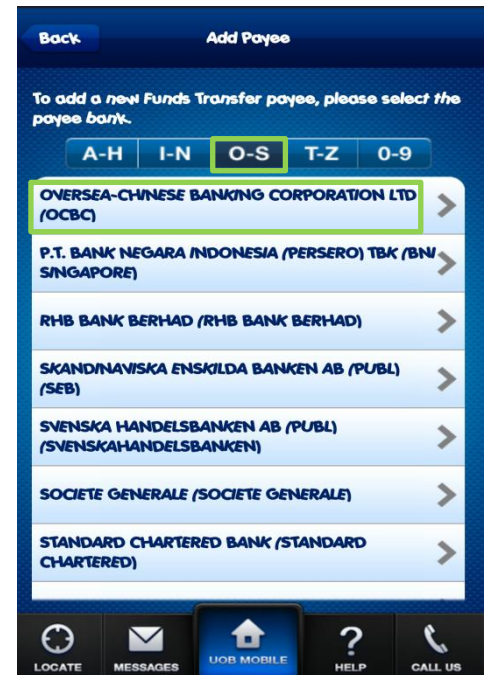 Back
Add Payee
To add a new Funds Transfer payee, please select the
payee bank.
A-H I-N O-S T-Z 0-9
OVERSEA-CHINESE BANKING CORPORATION LTD
(OCBC)
P.T. BANK NEGARA INDONESIA (PERSERO) TBK (BNI
SINGAPORE)
RHB BANK BERHAD (RHB BANK BERHAD)
SKANDINAVISKA ENSKILDA BANKEN AB (PUBL)
(SEB)
SVENSKA HANDELSBANKEN AB (PUBL)
(SVENSKAHANDELSBANKEN)
SOCIETE GENERALE (SOCIETE GENERALE)
STANDARD CHARTERED BANK (STANDARD
CHARTERED)
LOCATE MESSAGES UOB MOBILE HELP CALL US